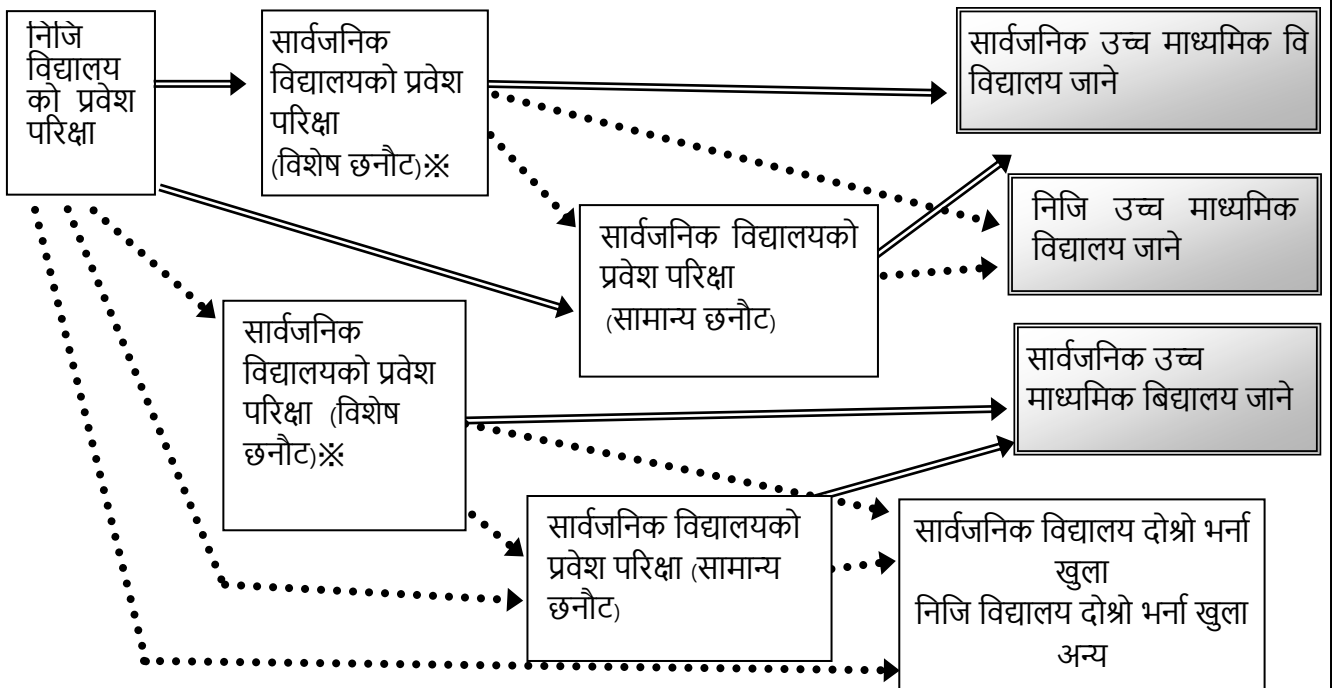 निजि
विद्यालय
को प्रवेश
परिक्षा
सार्वजनिक
विद्यालयको प्रवेश
परिक्षा
(विशेष छनौट)※
सार्वजनिक उच्च माध्यमिक वि
विद्यालय जाने
निजि उच्च माध्यमिक
विद्यालय जाने
सार्वजनिक विद्यालयको
प्रवेश परिक्षा
(सामान्य छनौट)
सार्वजनिक
विद्यालयको प्रवेश
परिक्षा (विशेष
छनौट)※
सार्वजनिक उच्च
माध्यमिक बिद्यालय जाने
सार्वजनिक विद्यालयको
प्रवेश परिक्षा (सामान्य
छनौट)
सार्वजनिक विद्यालय दोश्रो भर्ना
खुला
निजि विद्यालय दोश्रो भर्ना खुला
अन्य